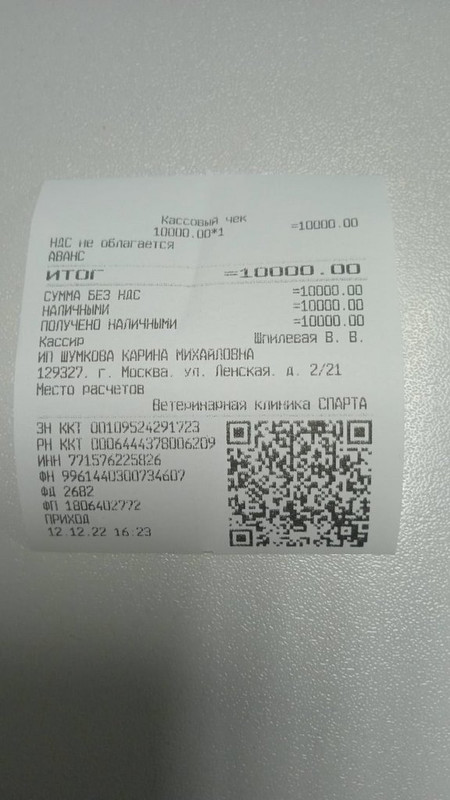 Кассовый чек
10000.00*1 =10000.00
НДС не облагается
АВАНС
ИТОГ =10000.00
СУММА БЕЗ НДС =10000.00
НАЛИЧНЫМИ =10000.00
ПОЛУЧЕНО НАЛИЧНЫМИ =10000.00
Кассир Шпилевая В. В.
ИП ШУМКОВА КАРИНА МИХАЙЛОВНА
129327. г. Москва. ул. Ленская. д. 2/21
Место расчетов
Ветеринарная клиника СПАРТА
ЗН ККТ 00109524291723
РН ККТ 0006444378006209
ИНН 771576225826
ФН 9961440300734607
ФД 2682
ФП 1806402772
ПРИХОД
12.12.22 16:23